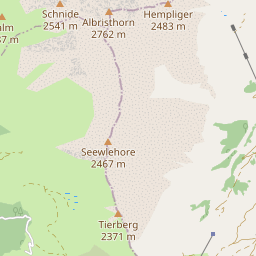 Schnide
2541 m
Albristhorn
2762 m
Hempliger
2483 m
Seewlehore
2467 m
Tierberg
2371 m